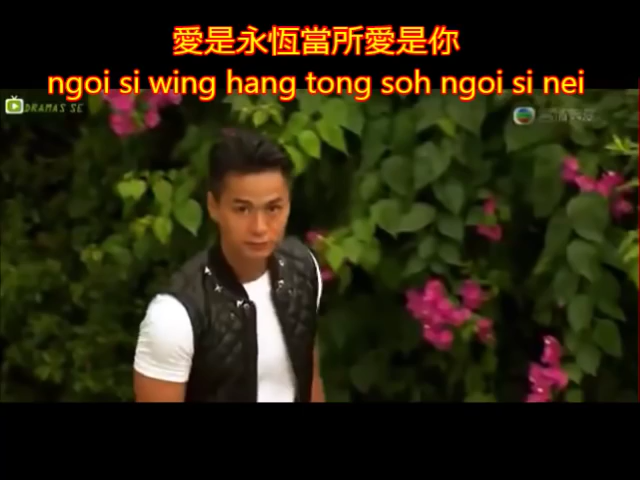 愛是永恆當所愛是你
ngoi si wing hang tong soh ngoi si nei
DRAMAS SE